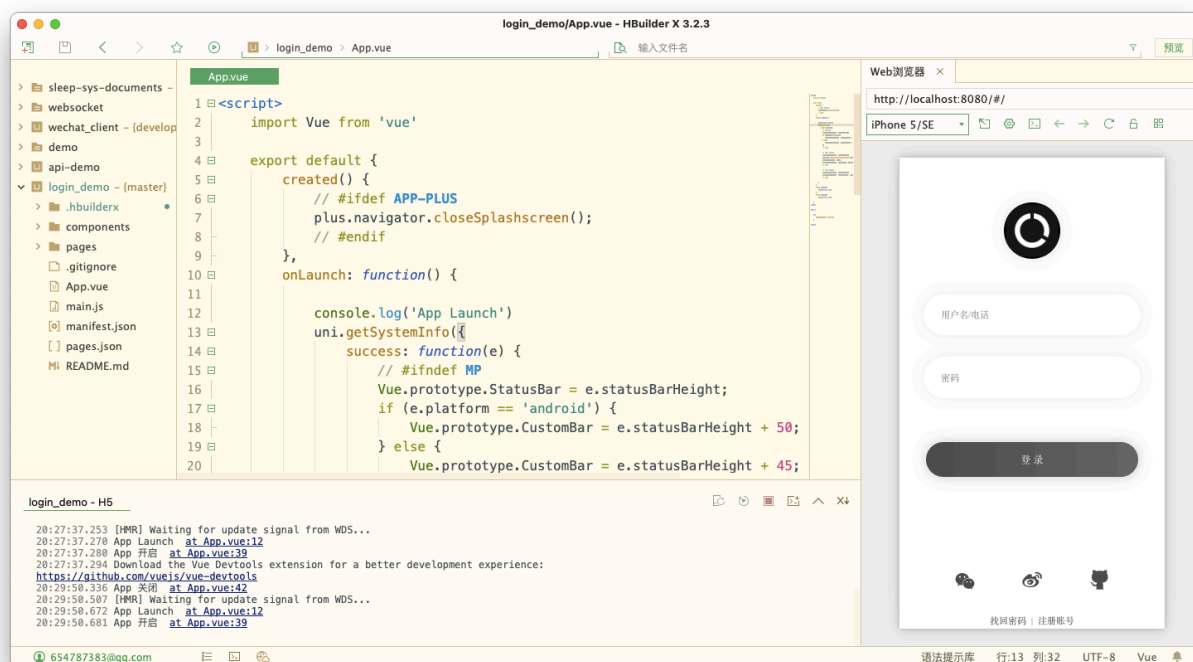 login_demo/App.vue - HBuilder X 3.2.3
login_demo > App.vue
输入文件名
预览
sleep-sys-documents –
websocket
wechat_client – {develop
demo
api-demo
login_demo – {master}
.hbuilderx
components
pages
.gitignore
App.vue
main.js
manifest.json
pages.json
README.md
App.vue
1 <script>
2 import Vue from 'vue'
3
4 export default {
5 created() {
6 // #ifdef APP-PLUS
7 plus.navigator.closeSplashscreen();
8 // #endif
9 },
10 onLaunch: function() {
11
12 console.log('App Launch')
13 uni.getSystemInfo({
14 success: function(e) {
15 // #ifndef MP
16 Vue.prototype.StatusBar = e.statusBarHeight;
17 if (e.platform == 'android') {
18 Vue.prototype.CustomBar = e.statusBarHeight + 50;
19 } else {
20 Vue.prototype.CustomBar = e.statusBarHeight + 45;
Web浏览器
http://localhost:8080/#/
iPhone 5/SE
用户名/电话
密码
登录
找回密码 | 注册账号
login_demo - H5
20:27:37.253 [HMR] Waiting for update signal from WDS...
20:27:37.270 App Launch at App.vue:12
20:27:37.280 App 开启 at App.vue:39
20:27:37.294 Download the Vue Devtools extension for a better development experience:
https://github.com/vuejs/vue-devtools
20:29:50.336 App 关闭 at App.vue:42
20:29:50.507 [HMR] Waiting for update signal from WDS...
20:29:50.672 App Launch at App.vue:12
20:29:50.681 App 开启 at App.vue:39
654787383@qq.com
语法提示库 行:13 列:32 UTF-8 Vue